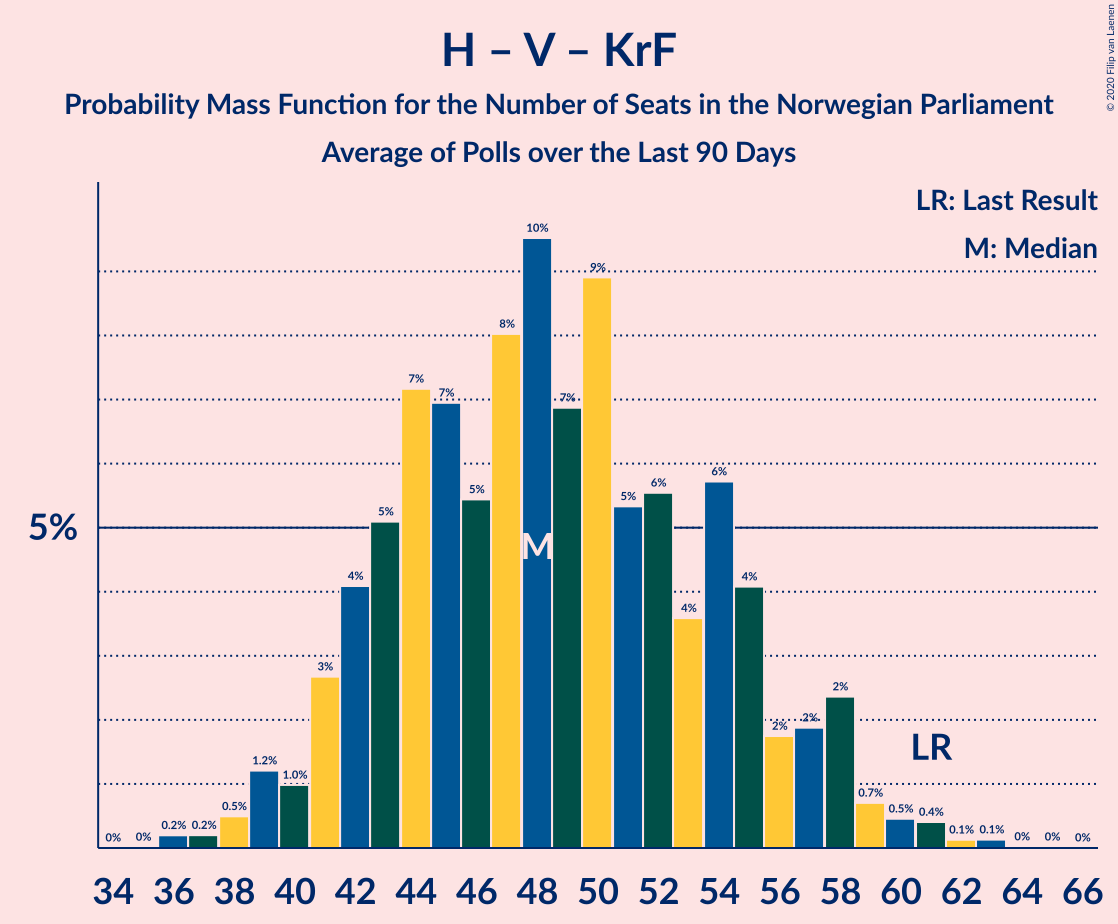 H – V – KrF
Probability Mass Function for the Number of Seats in the Norwegian Parliament
Average of Polls over the Last 90 Days
© 2020 Filip van Laenen
LR: Last Result
M: Median
5%
0% 0% 0.2% 0.2% 0.5% 1.2% 1.0% 3% 4% 5% 7% 7% 5% 8% 10% 7% 9% 5% 6% 4% 6% 4% 2% 2% 2% 0.7% 0.5% 0.4% 0.1% 0.1% 0% 0% 0%
M
LR
34 36 38 40 42 44 46 48 50 52 54 56 58 60 62 64 66